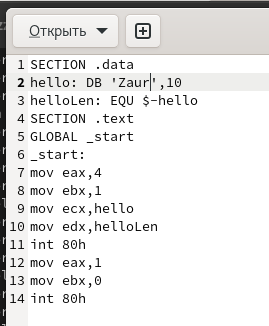 Открыть
1 SECTION .data
2 hello: DB 'Zaur',10
3 helloLen: EQU $-hello
4 SECTION .text
5 GLOBAL _start
6 _start:
7 mov eax,4
8 mov ebx,1
9 mov ecx,hello
10 mov edx,helloLen
11 int 80h
12 mov eax,1
13 mov ebx,0
14 int 80h